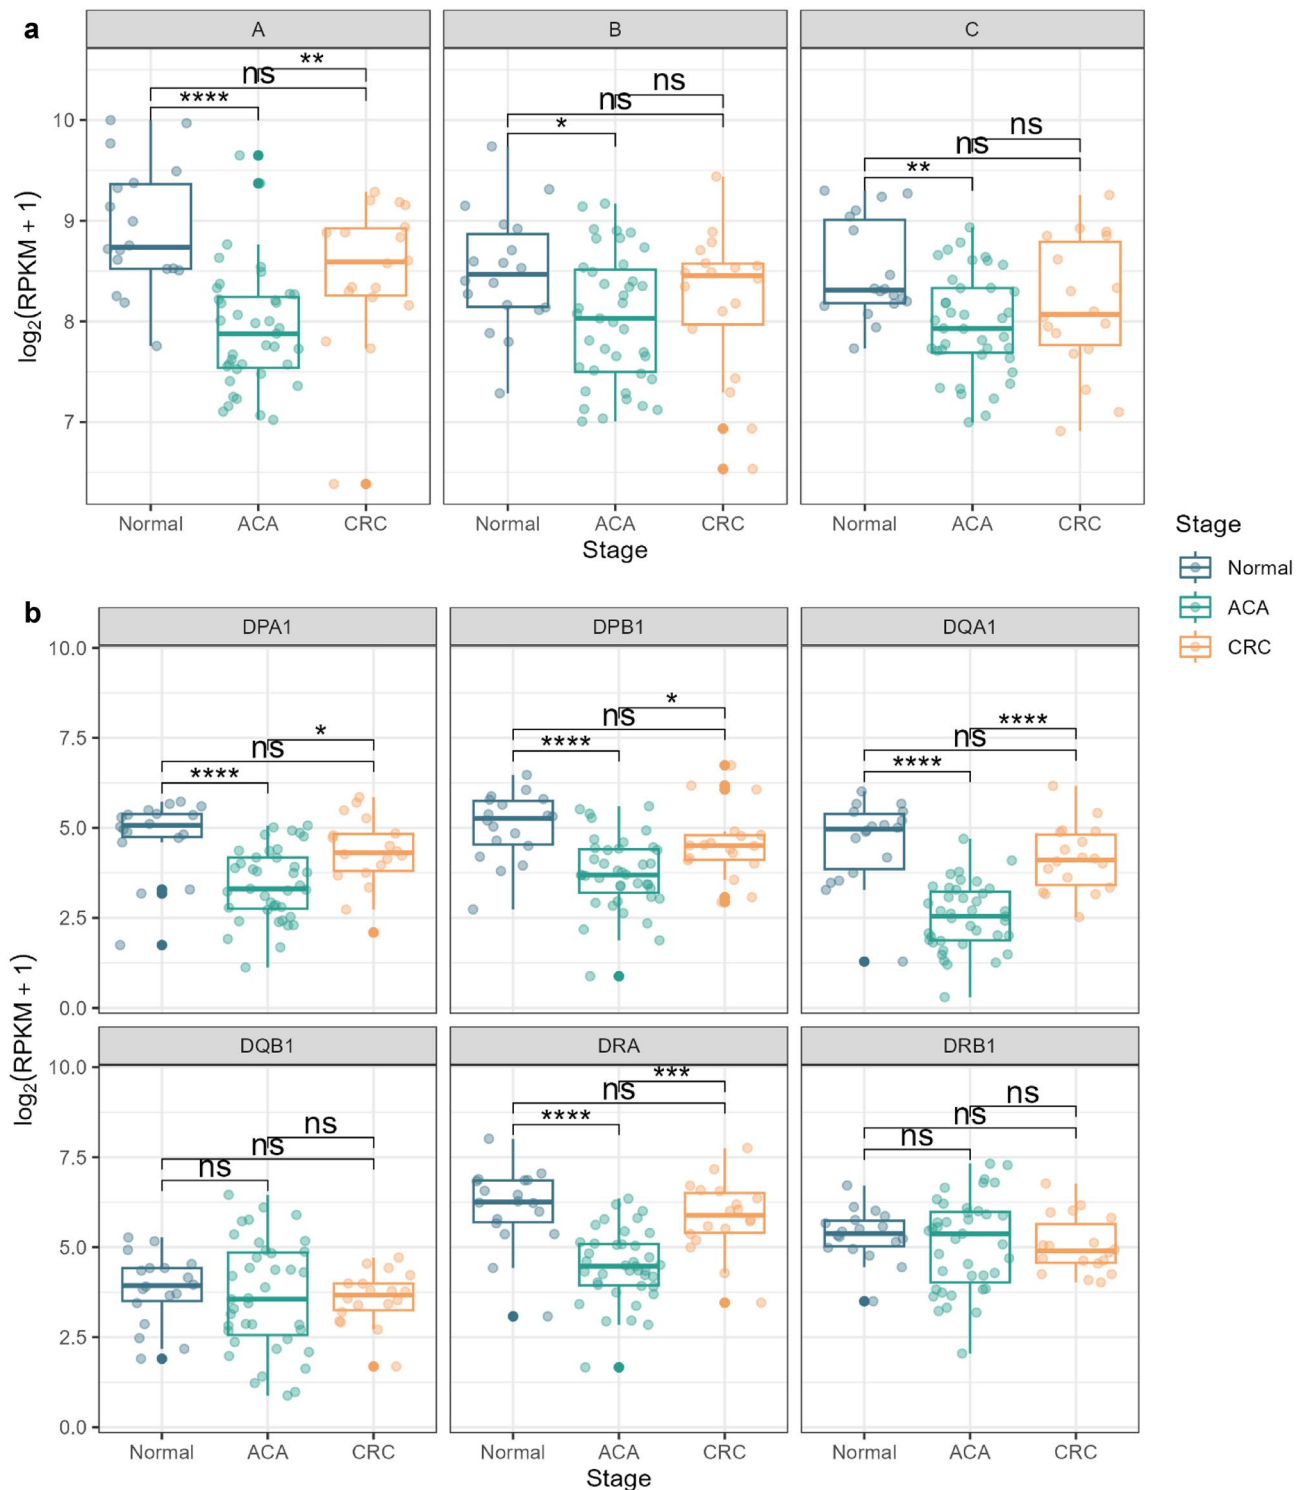 a
A B C
** ns **** ns ns * ns ns **
log2(RPKM + 1)
10
9
8
7
Normal ACA CRC Normal ACA CRC Normal ACA CRC
Stage
Stage
Normal
ACA
CRC
b
DPA1 DPB1 DQA1
10.0
7.5
5.0
2.5
0.0
* ns **** * ns **** **** ns ****
log2(RPKM + 1)
DQB1 DRA DRB1
10.0
7.5
5.0
2.5
0.0
ns ns ns *** ns **** ns ns ns
Normal ACA CRC Normal ACA CRC Normal ACA CRC
Stage